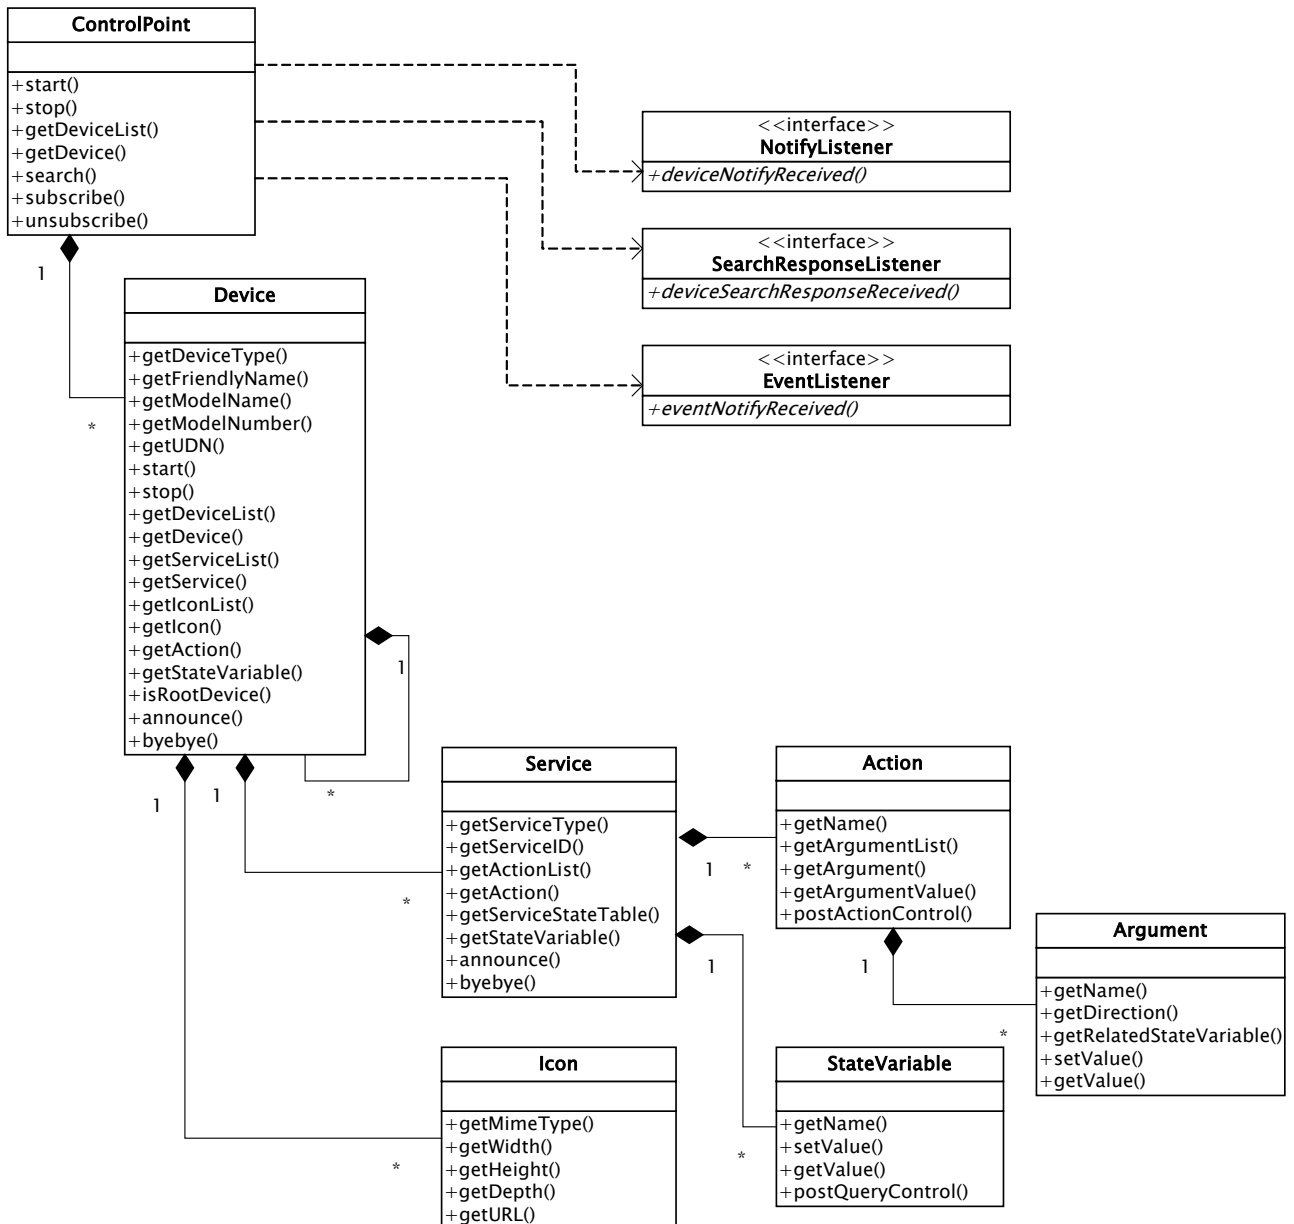 ControlPoint
+start()
+stop()
+getDeviceList()
+getDevice()
+search()
+subscribe()
+unsubscribe()
<<interface>>
NotifyListener
+deviceNotifyReceived()
<<interface>>
SearchResponseListener
+deviceSearchResponseReceived()
<<interface>>
EventListener
+eventNotifyReceived()
1
*
Device
+getDeviceType()
+getFriendlyName()
+getModelName()
+getModelNumber()
+getUDN()
+start()
+stop()
+getDeviceList()
+getDevice()
+getServiceList()
+getService()
+getIconList()
+getIcon()
+getAction()
+getStateVariable()
+isRootDevice()
+announce()
+byebye()
1
*
1
1
*
*
Service
+getServiceType()
+getServiceID()
+getActionList()
+getAction()
+getServiceStateTable()
+getStateVariable()
+announce()
+byebye()
1
*
1
*
Action
+getName()
+getArgumentList()
+getArgument()
+getArgumentValue()
+postActionControl()
1
*
Argument
+getName()
+getDirection()
+getRelatedStateVariable()
+setValue()
+getValue()
Icon
+getMimeType()
+getWidth()
+getHeight()
+getDepth()
+getURL()
StateVariable
+getName()
+setValue()
+getValue()
+postQueryControl()